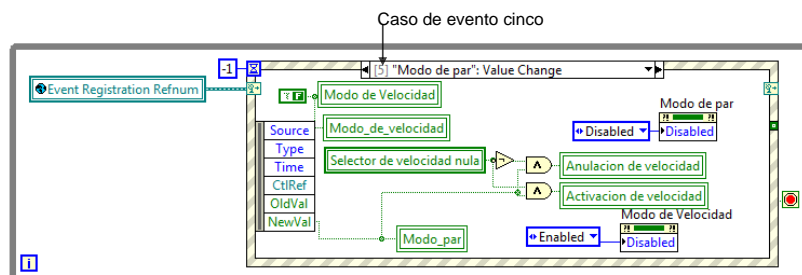 Caso de evento cinco
-1
[5] "Modo de par": Value Change
Event Registration Refnum
F
Modo de Velocidad
Modo de par
Source
Modo_de_velocidad
Disabled
Disabled
Type
Time
Selector de velocidad nula
Anulacion de velocidad
CtlRef
OldVal
Activacion de velocidad
NewVal
Modo de Velocidad
Modo_par
Enabled
Disabled
i